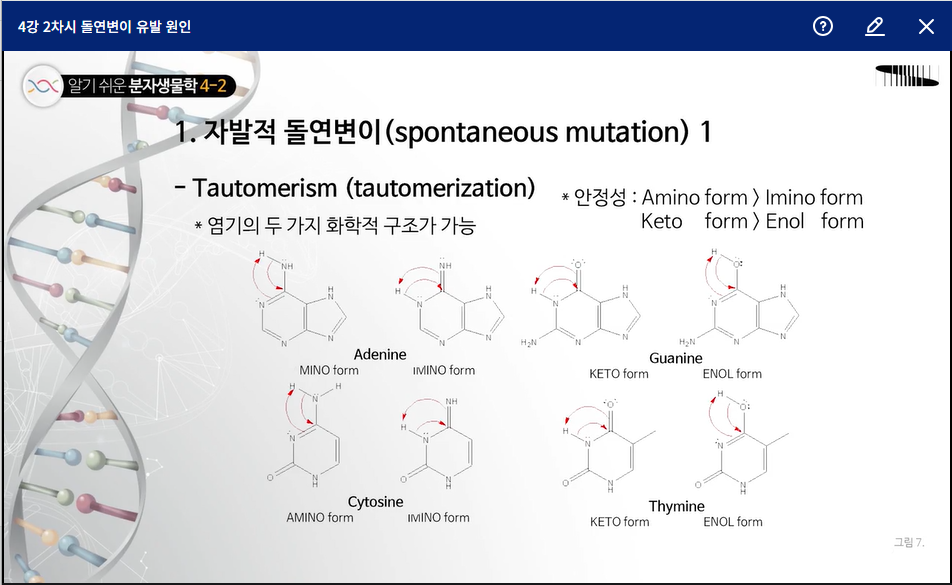 4강 2차시 돌연변이 유발 원인
알기 쉬운 분자생물학 4-2
1. 자발적 돌연변이(spontaneous mutation) 1
- Tautomerism (tautomerization)
* 안정성 : Amino form > Imino form
Keto form > Enol form
* 염기의 두 가지 화학적 구조가 가능
H NH N N N H N
NH H N N N H N
O H N H₂N N N H N
H O N H₂N N N H N
Adenine
MINO form IMINO form
Guanine
KETO form ENOL form
H N H N O N H
NH H N O N H
O H N O N H
H O N O N H
Cytosine
AMINO form IMINO form
Thymine
KETO form ENOL form
그림 7.